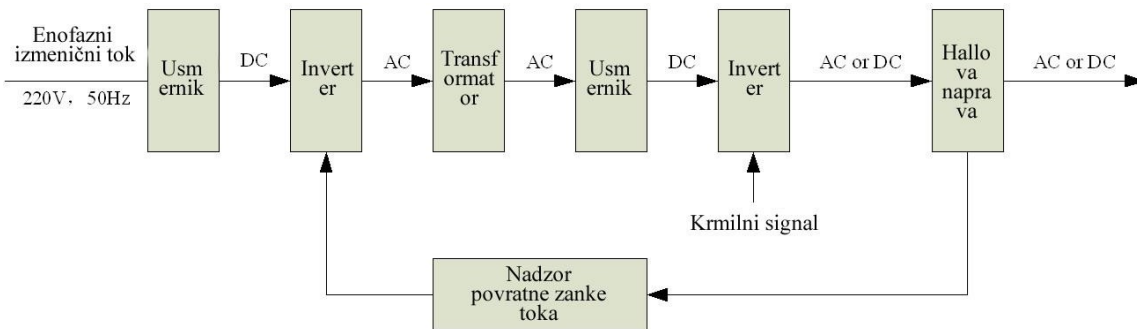 Enofazni
izmenični tok
220V，50Hz
Usm
ernik
DC
Invert
er
AC
Transf
ormat
or
AC
Usm
ernik
DC
Invert
er
AC or DC
Hallo
va
napra
va
AC or DC
Krmilni signal
Nadzor
povratne zanke
toka